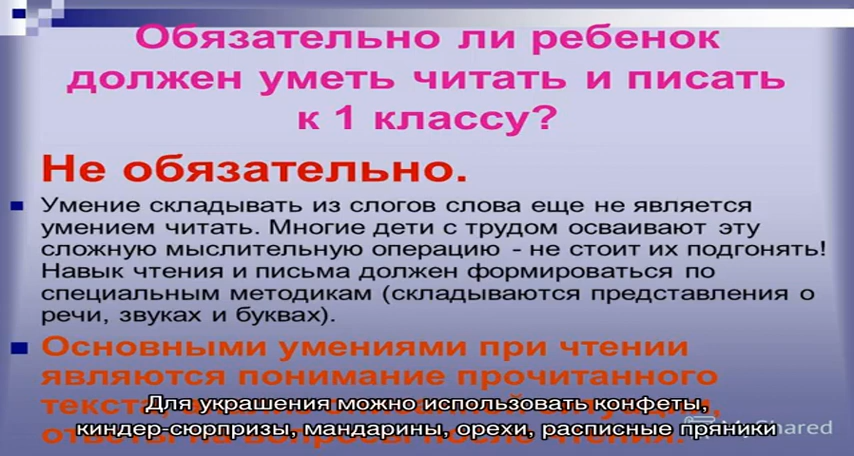 Обязательно ли ребенок
должен уметь читать и писать
к 1 классу?
Не обязательно.
Умение складывать из слогов слова еще не является
умением читать. Многие дети с трудом осваивают эту
сложную мыслительную операцию - не стоит их подгонять!
Навык чтения и письма должен формироваться по
специальным методикам (складываются представления о
речи, звуках и буквах).
Основными умениями при чтении
являются понимание прочитанного
Для украшения можно использовать конфеты,
киндер-сюрпризы, мандарины, орехи, расписные пряники
MyShared